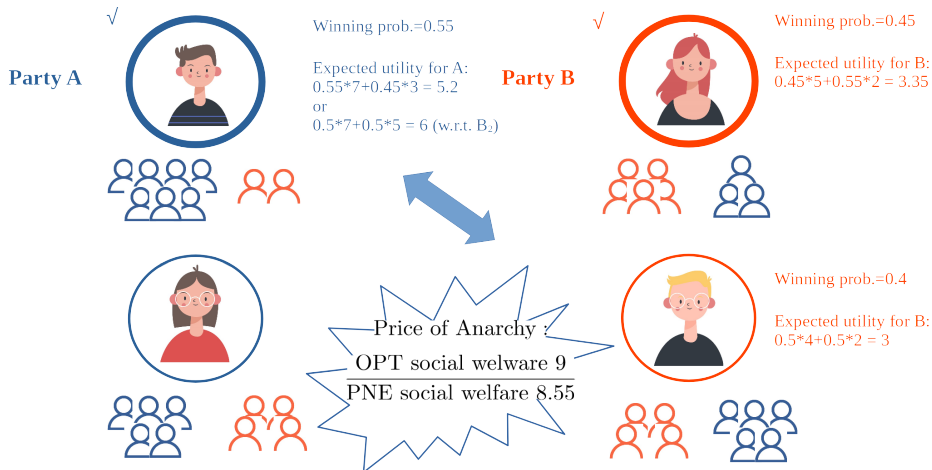 √
Party A
Winning prob.=0.55
Expected utility for A:
0.55*7+0.45*3 = 5.2
or
0.5*7+0.5*5 = 6 (w.r.t. B₂)
√
Party B
Winning prob.=0.45
Expected utility for B:
0.45*5+0.55*2 = 3.35
Price of Anarchy :
OPT social welware 9
PNE social welfare 8.55
Winning prob.=0.4
Expected utility for B:
0.5*4+0.5*2 = 3